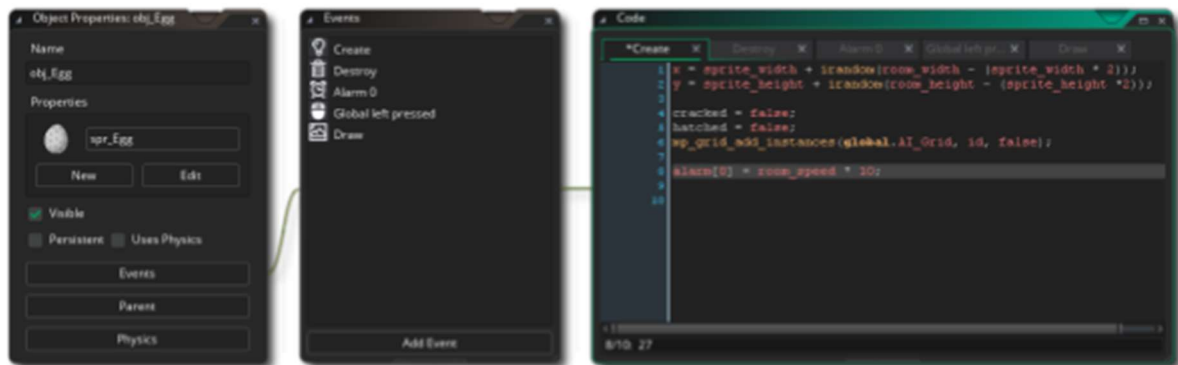 Object Properties: obj_Egg
Name
obj_Egg
Properties
spr_Egg
New
Edit
Visible
Persistent
Uses Physics
Events
Parent
Physics
Events
Create
Destroy
Alarm 0
Global left pressed
Draw
Add Event
Code
*Create
Destroy
Alarm 0
Global left pr...
Draw
1 x = sprite_width + irandom(room_width - (sprite_width * 2));
2 y = sprite_height + irandom(room_height - (sprite_height *2));
3
4 cracked = false;
5 hatched = false;
6 mp_grid_add_instances(global.AI_Grid, id, false);
7
8 alarm[0] = room_speed * 10;
9
10
8/10: 27